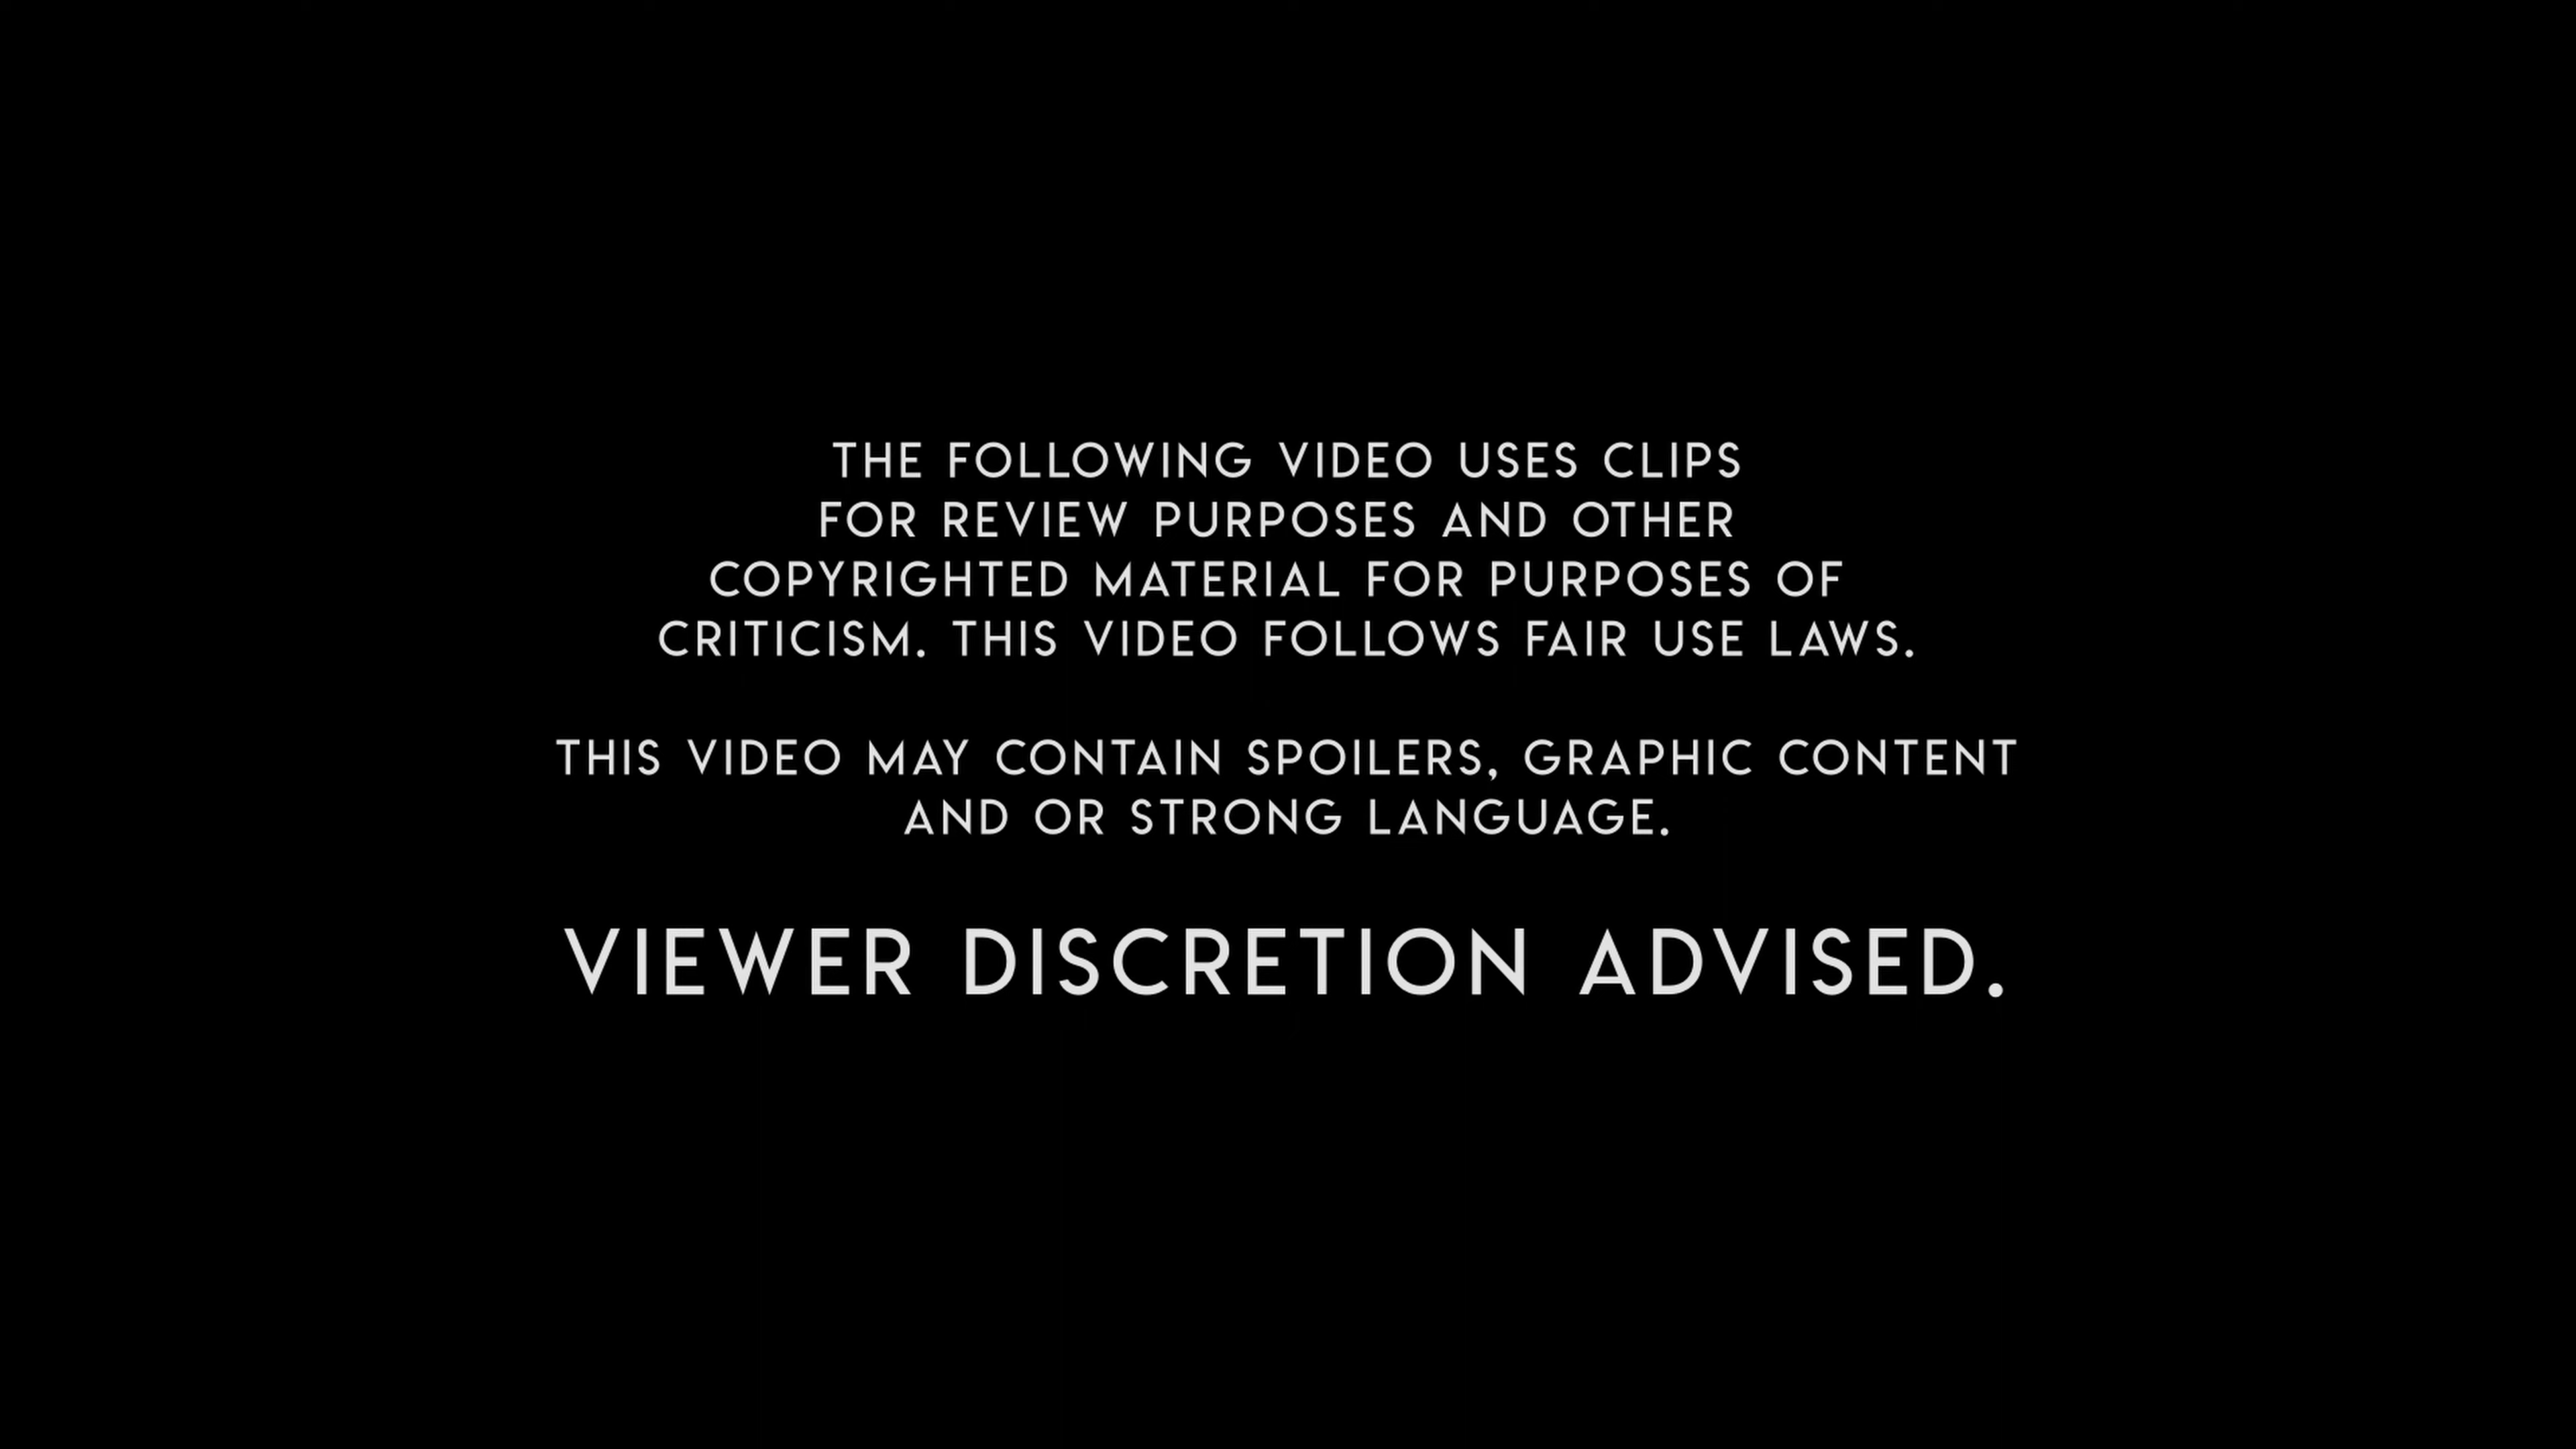 THE FOLLOWING VIDEO USES CLIPS
FOR REVIEW PURPOSES AND OTHER
COPYRIGHTED MATERIAL FOR PURPOSES OF
CRITICISM. THIS VIDEO FOLLOWS FAIR USE LAWS.
THIS VIDEO MAY CONTAIN SPOILERS, GRAPHIC CONTENT
AND OR STRONG LANGUAGE.
VIEWER DISCRETION ADVISED.